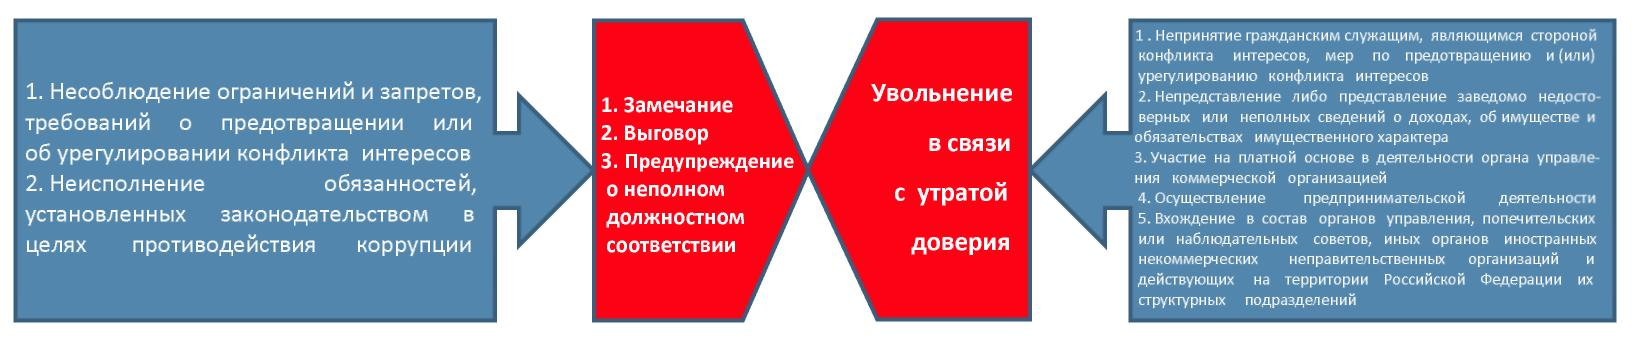 1. Несоблюдение ограничений и запретов,
требований о предотвращении или
об урегулировании конфликта интересов
2. Неисполнение обязанностей,
установленных законодательством в
целях противодействия коррупции
1. Замечание
2. Выговор
3. Предупреждение
о неполном
должностном
соответствии
Увольнение
в связи
с утратой
доверия
1 . Непринятие гражданским служащим, являющимся стороной
конфликта интересов, мер по предотвращению и (или)
урегулированию конфликта интересов
2. Непредставление либо представление заведомо недосто-
верных или неполных сведений о доходах, об имуществе и
обязательствах имущественного характера
3. Участие на платной основе в деятельности органа управле-
ния коммерческой организацией
4. Осуществление предпринимательской деятельности
5. Вхождение в состав органов управления, попечительских
или наблюдательных советов, иных органов иностранных
некоммерческих неправительственных организаций и
действующих на территории Российской Федерации их
структурных подразделений